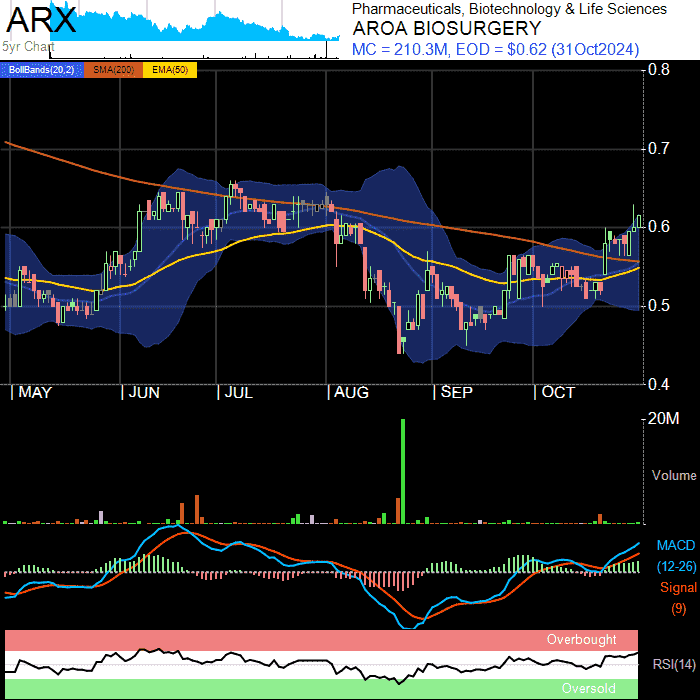 ARX
5yr Chart
Pharmaceuticals, Biotechnology & Life Sciences
AROA BIOSURGERY
MC = 210.3M, EOD = $0.62 (31Oct2024)
BollBands(20,2) SMA(200) EMA(50)
0.8
0.7
0.6
0.5
0.4
MAY JUN JUL AUG SEP OCT
20M
Volume
MACD
(12-26)
Signal
(9)
Overbought
RSI(14)
Oversold